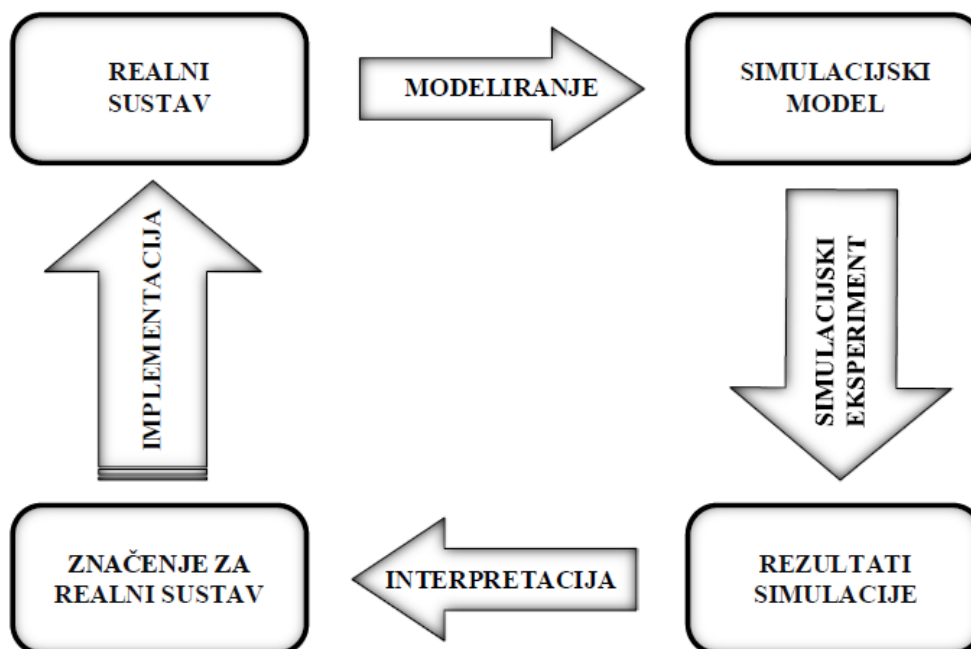 REALNI
SUSTAV
MODELIRANJE
SIMULACIJSKI
MODEL
IMPLEMENTACIJA
SIMULACIJSKI
EKSPERIMENT
ZNAČENJE ZA
REALNI SUSTAV
INTERPRETACIJA
REZULTATI
SIMULACIJE